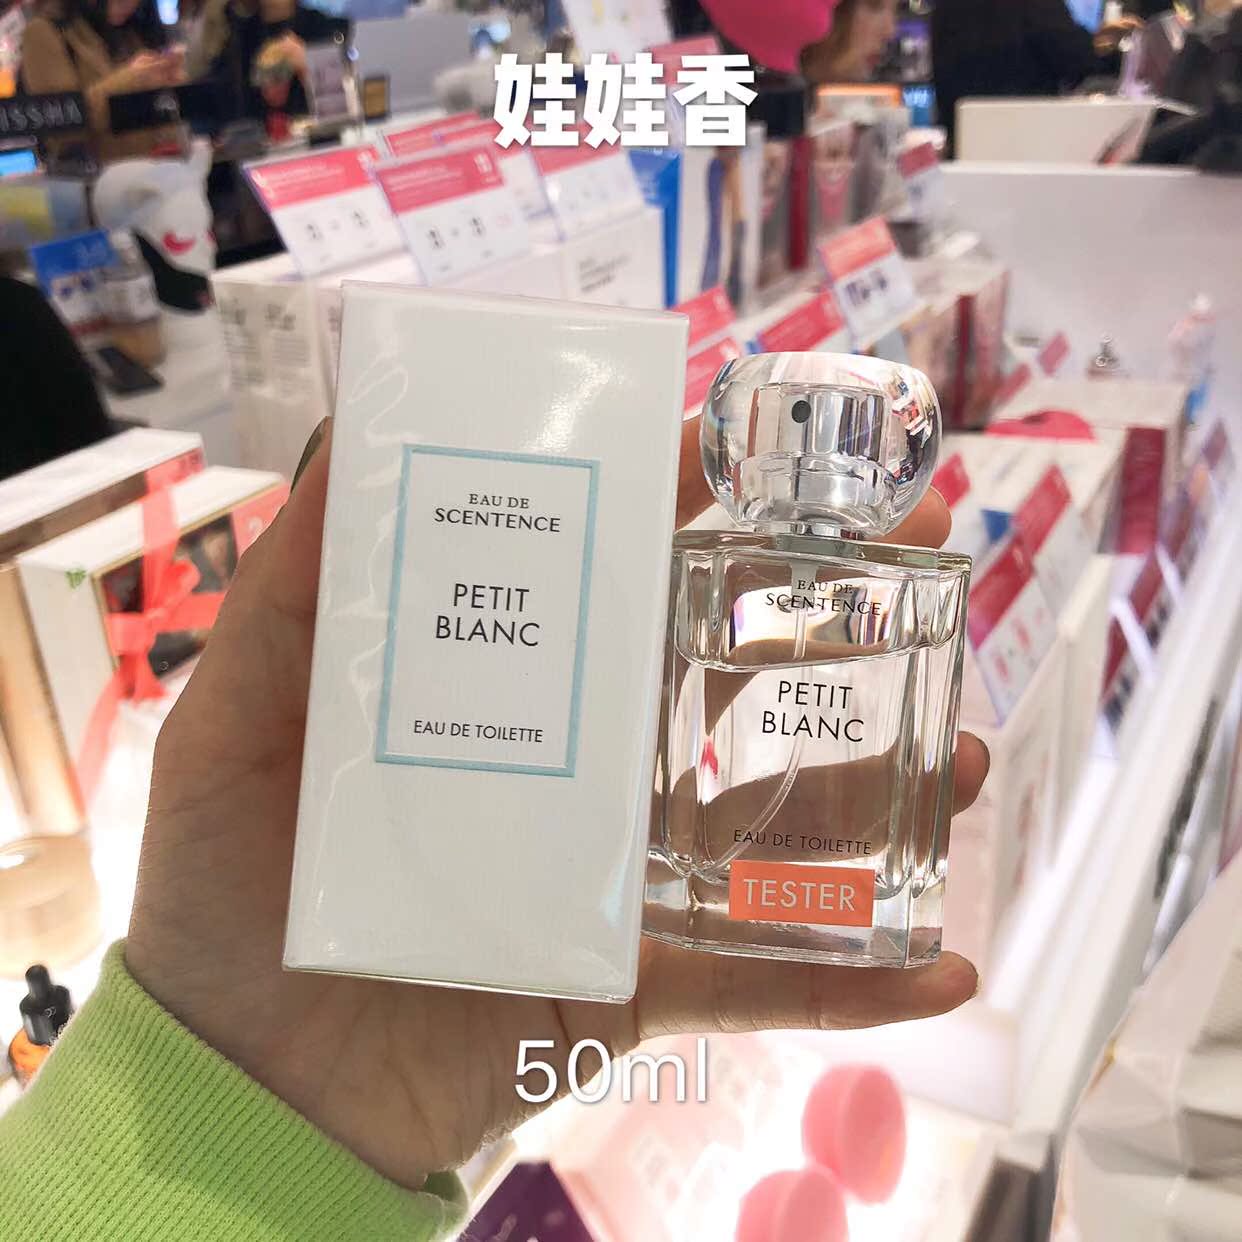 娃娃香
ISSHA
EAU DE
SCENTENCE
PETIT
BLANC
EAU DE TOILETTE
EAU DE
SCENTENCE
PETIT
BLANC
EAU DE TOILETTE
TESTER
50ml